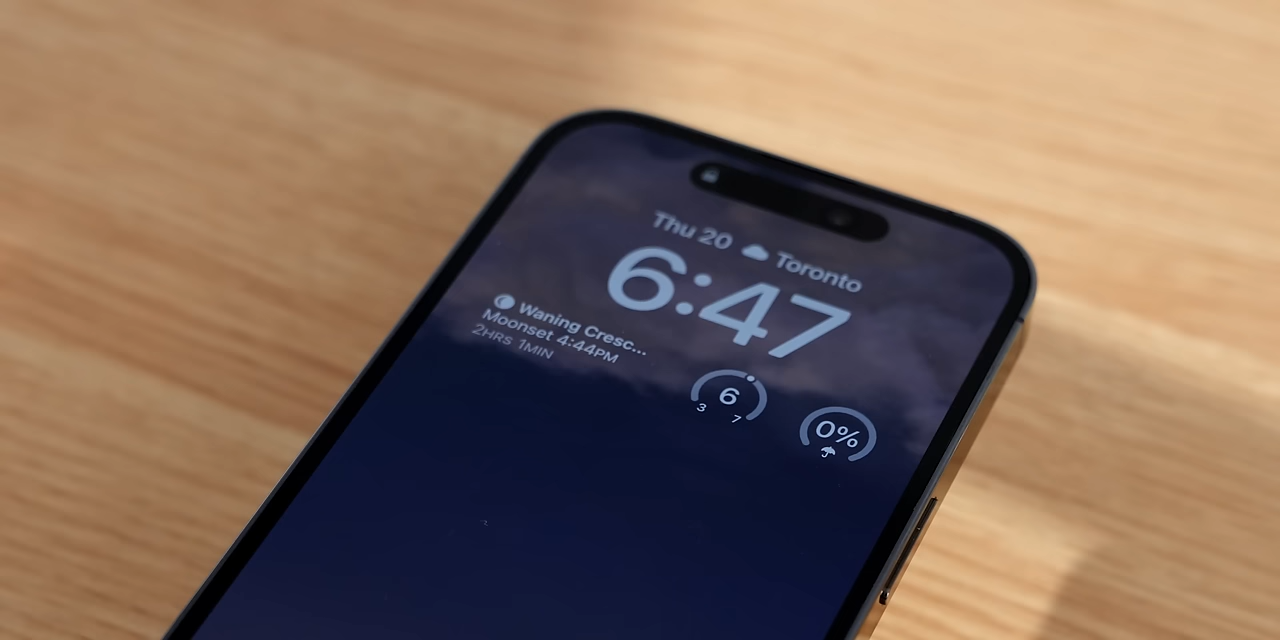 Thu 20 Toronto
6:47
Waning Cresc...
Moonset 4:44PM
2HRS 1MIN
6
3 7
0%